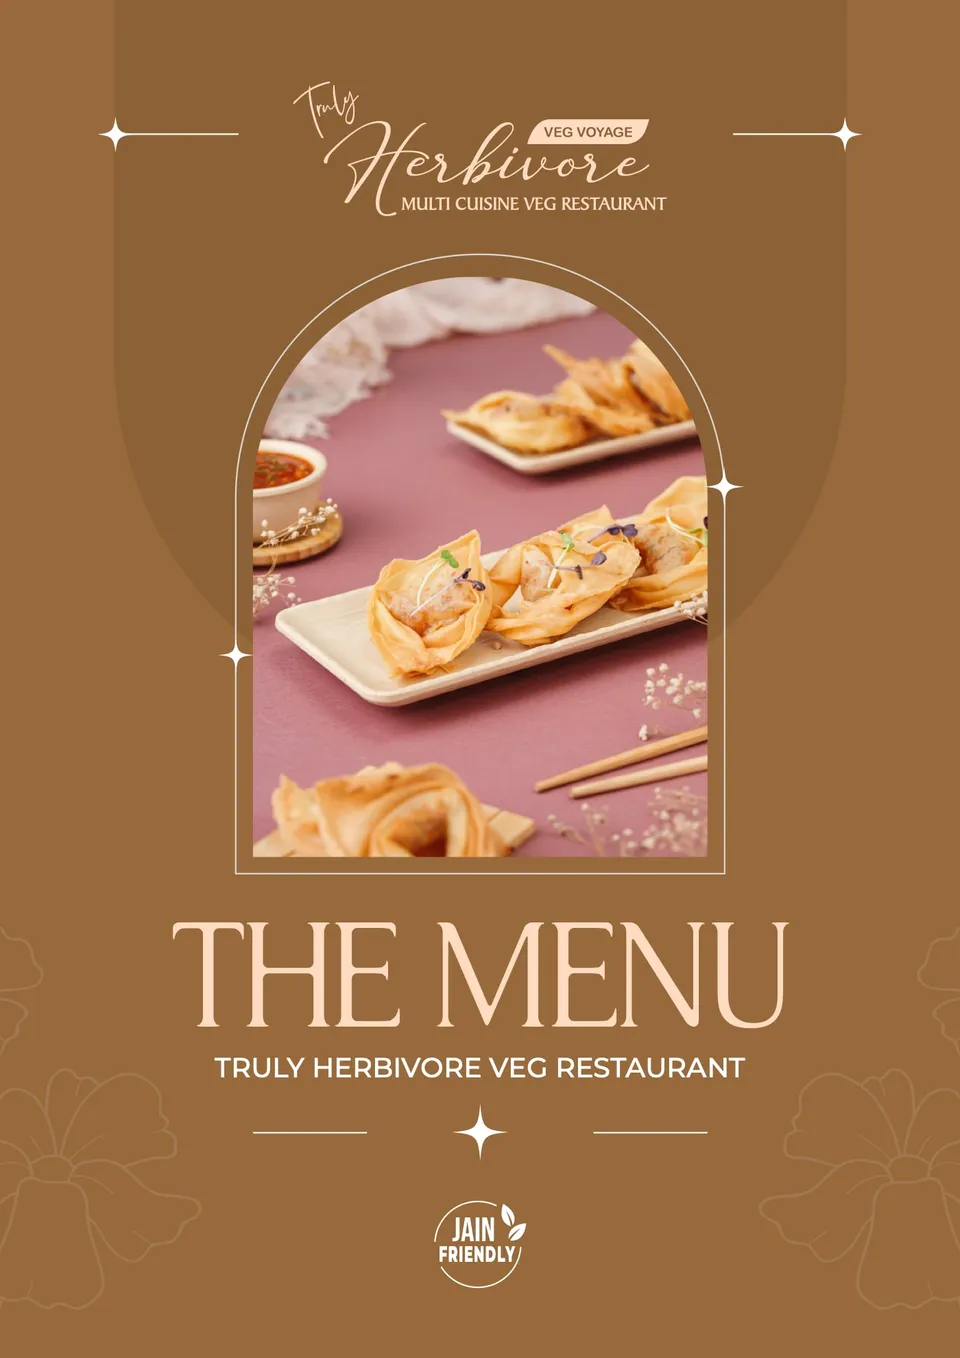 Truly
VEG VOYAGE
Herbivore
MULTI CUISINE VEG RESTAURANT
THE MENU
TRULY HERBIVORE VEG RESTAURANT
JAIN
FRIENDLY